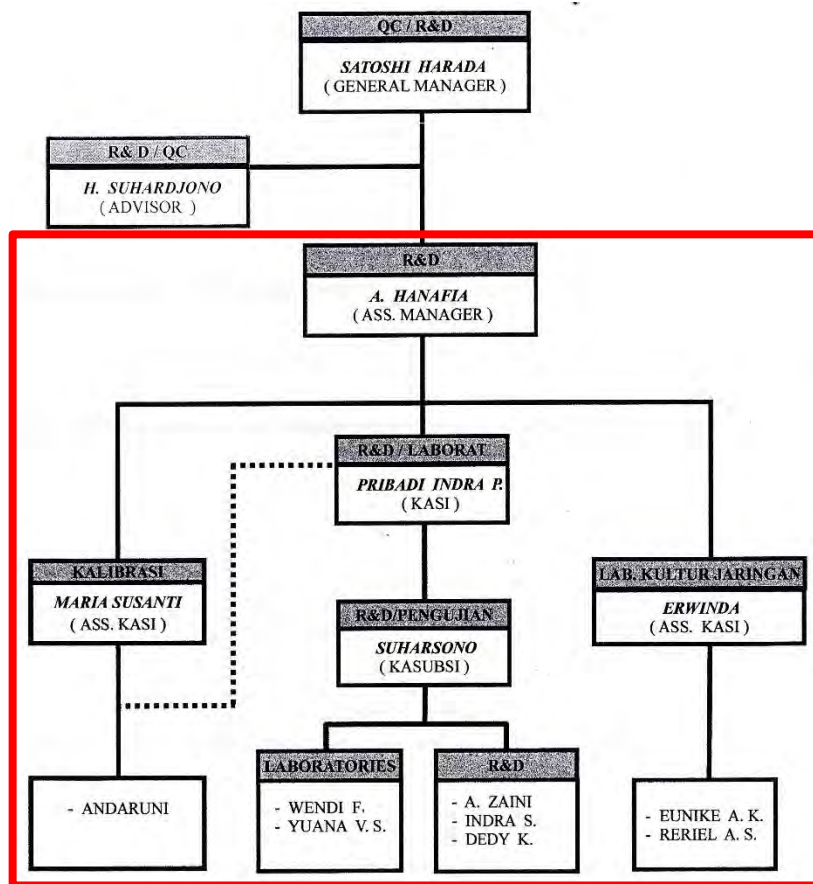 QC / R&D
SATOSHI HARADA
( GENERAL MANAGER )
R& D / QC
H. SUHARDJONO
( ADVISOR )
R&D
A. HANAFIA
( ASS. MANAGER )
R&D / LABORAT
PRIBADI INDRA P.
( KASI )
KALIBRASI
MARIA SUSANTI
( ASS. KASI )
R&D/PENGUJIAN
SUHARSONO
( KASUBSI )
LAB. KULTUR JARINGAN
ERWINDA
( ASS. KASI )
- ANDARUNI
LABORATORIES
- WENDI F.
- YUANA V. S.
R&D
- A. ZAINI
- INDRA S.
- DEDY K.
- EUNIKE A. K.
- RERIEL A. S.